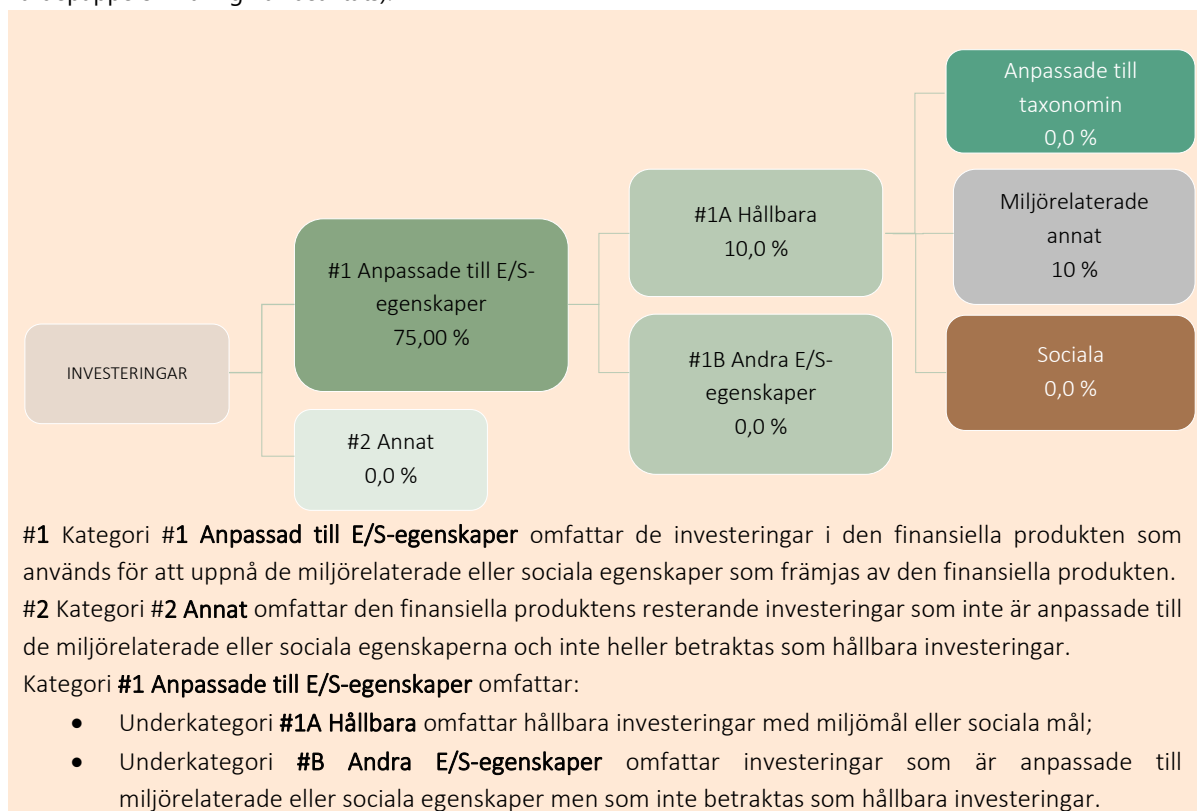 Anpassade till
taxonomin
0,0 %
#1A Hållbara
10,0 %
Miljörelaterade
annat
10 %
#1 Anpassade till E/S-
egenskaper
75,00 %
INVESTERINGAR
#1B Andra E/S-
egenskaper
0,0 %
Sociala
0,0 %
#2 Annat
0,0 %
#1 Kategori #1 Anpassad till E/S-egenskaper omfattar de investeringar i den finansiella produkten som
används för att uppnå de miljörelaterade eller sociala egenskaper som främjas av den finansiella produkten.
#2 Kategori #2 Annat omfattar den finansiella produktens resterande investeringar som inte är anpassade till
de miljörelaterade eller sociala egenskaperna och inte heller betraktas som hållbara investeringar.
Kategori #1 Anpassade till E/S-egenskaper omfattar:
• Underkategori #1A Hållbara omfattar hållbara investeringar med miljömål eller sociala mål;
• Underkategori #B Andra E/S-egenskaper omfattar investeringar som är anpassade till
miljörelaterade eller sociala egenskaper men som inte betraktas som hållbara investeringar.